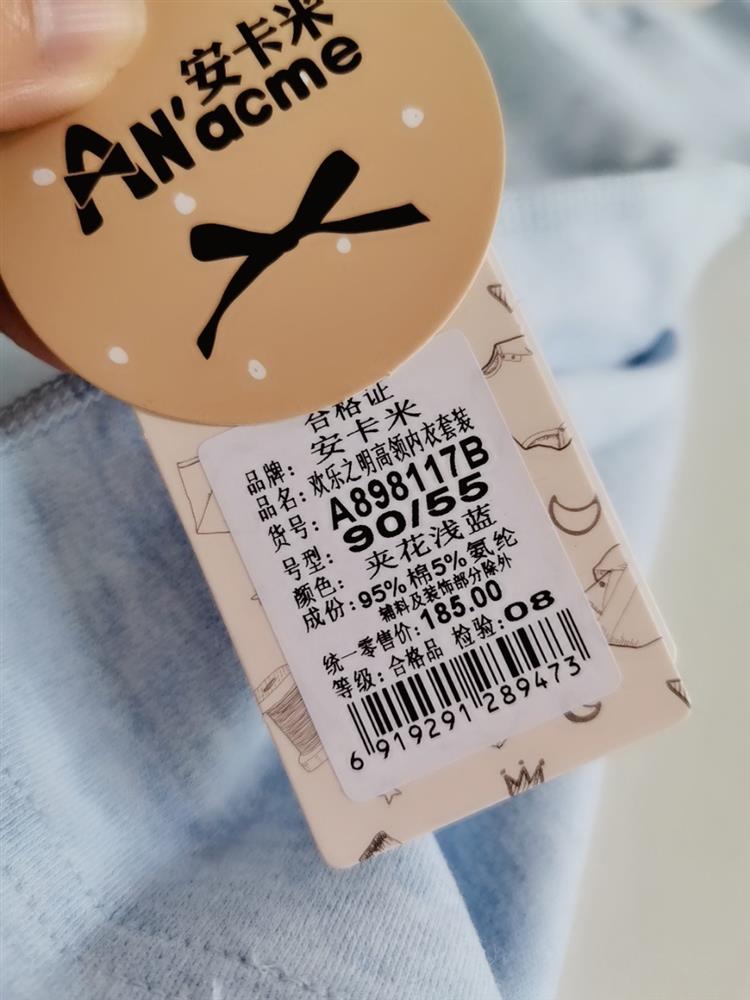 安卡米
AN'acme
合格证
品牌: 安卡米
品名: 欢乐之明高领内衣套装
货号: A898117B
号型: 90/55
颜色: 夹花浅蓝
成份: 95%棉5%氨纶
辅料及装饰部分除外
统一零售价: 185.00
等级: 合格品 检验: 08
6 919291 289473